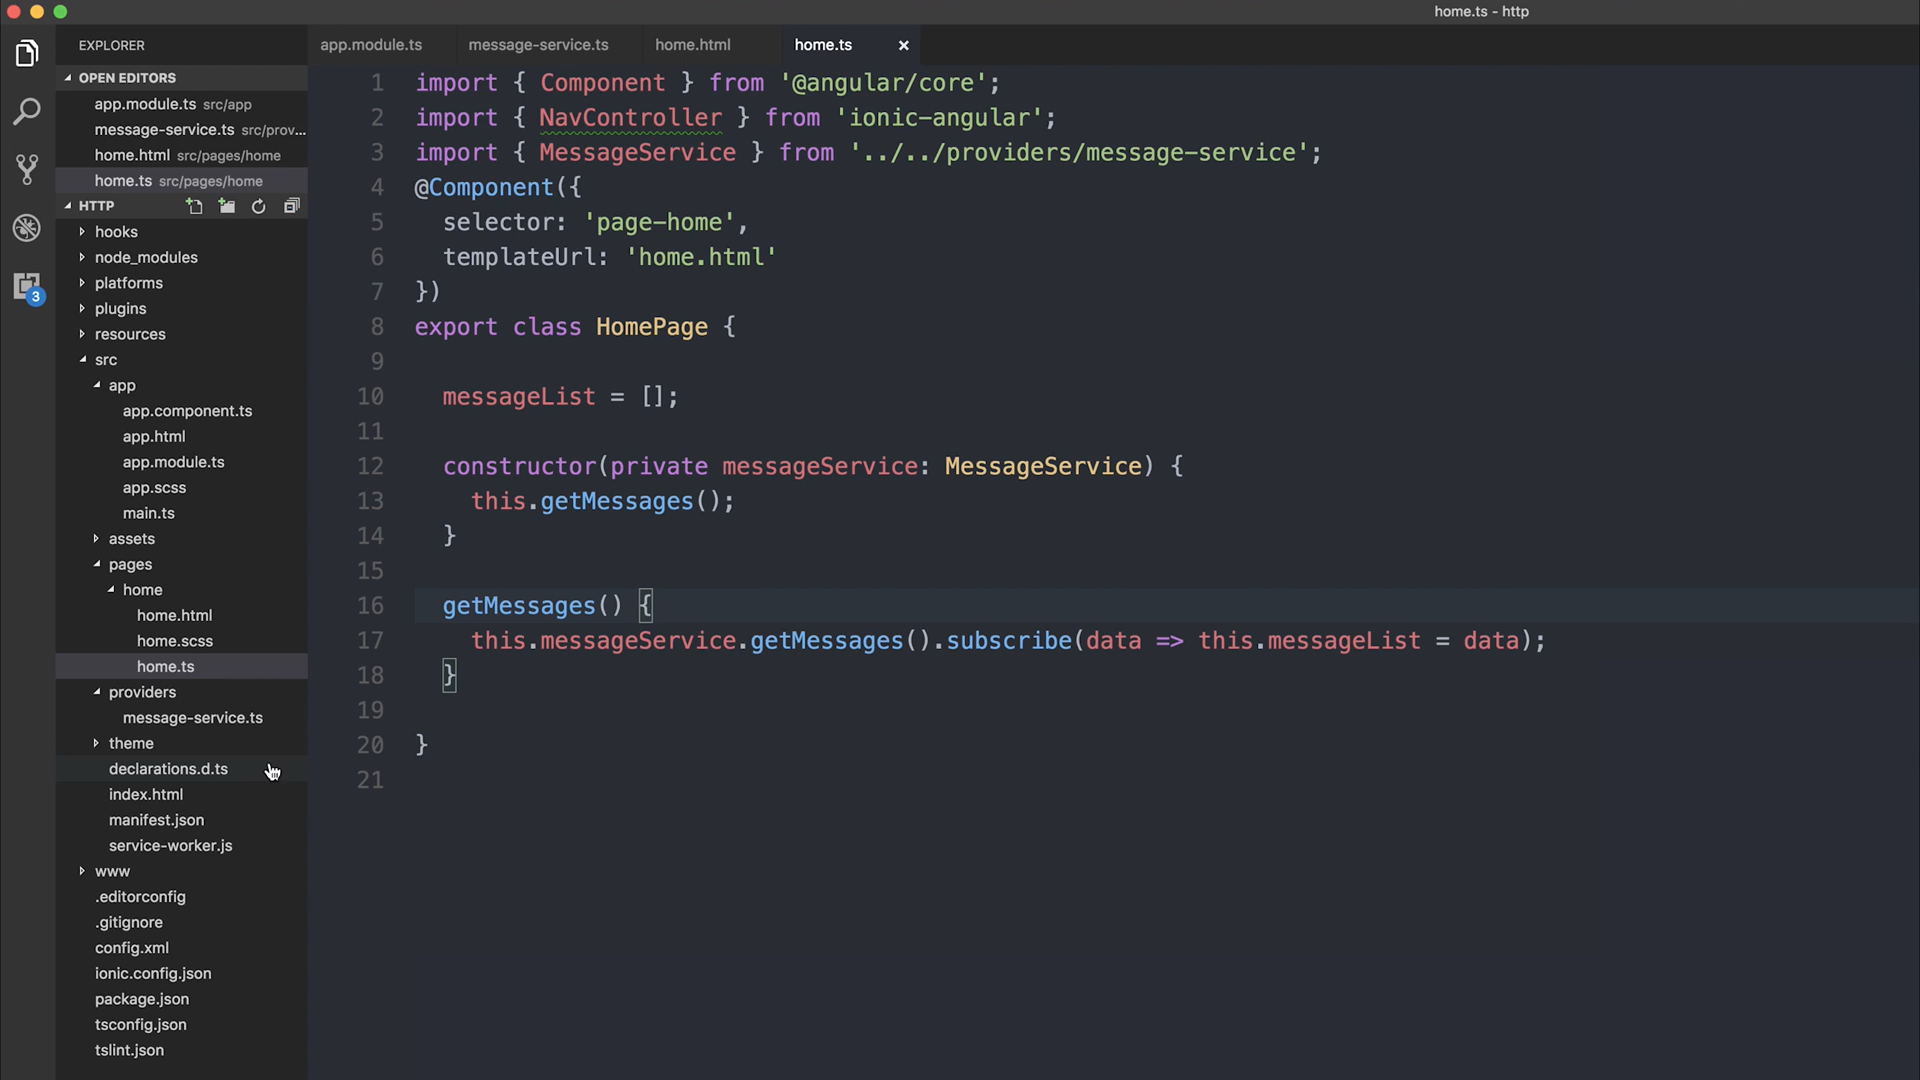 home.ts - http
EXPLORER
OPEN EDITORS
app.module.ts src/app
message-service.ts src/prov...
home.html src/pages/home
home.ts src/pages/home
HTTP
hooks
node_modules
platforms
plugins
resources
src
app
app.component.ts
app.html
app.module.ts
app.scss
main.ts
assets
pages
home
home.html
home.scss
home.ts
providers
message-service.ts
theme
declarations.d.ts
index.html
manifest.json
service-worker.js
www
.editorconfig
.gitignore
config.xml
ionic.config.json
package.json
tsconfig.json
tslint.json
3
app.module.ts message-service.ts home.html home.ts ×
1 import { Component } from '@angular/core';
2 import { NavController } from 'ionic-angular';
3 import { MessageService } from '../../providers/message-service';
4 @Component({
5 selector: 'page-home',
6 templateUrl: 'home.html'
7 })
8 export class HomePage {
9
10 messageList = [];
11
12 constructor(private messageService: MessageService) {
13 this.getMessages();
14 }
15
16 getMessages() {
17 this.messageService.getMessages().subscribe(data => this.messageList = data);
18 }
19
20 }
21